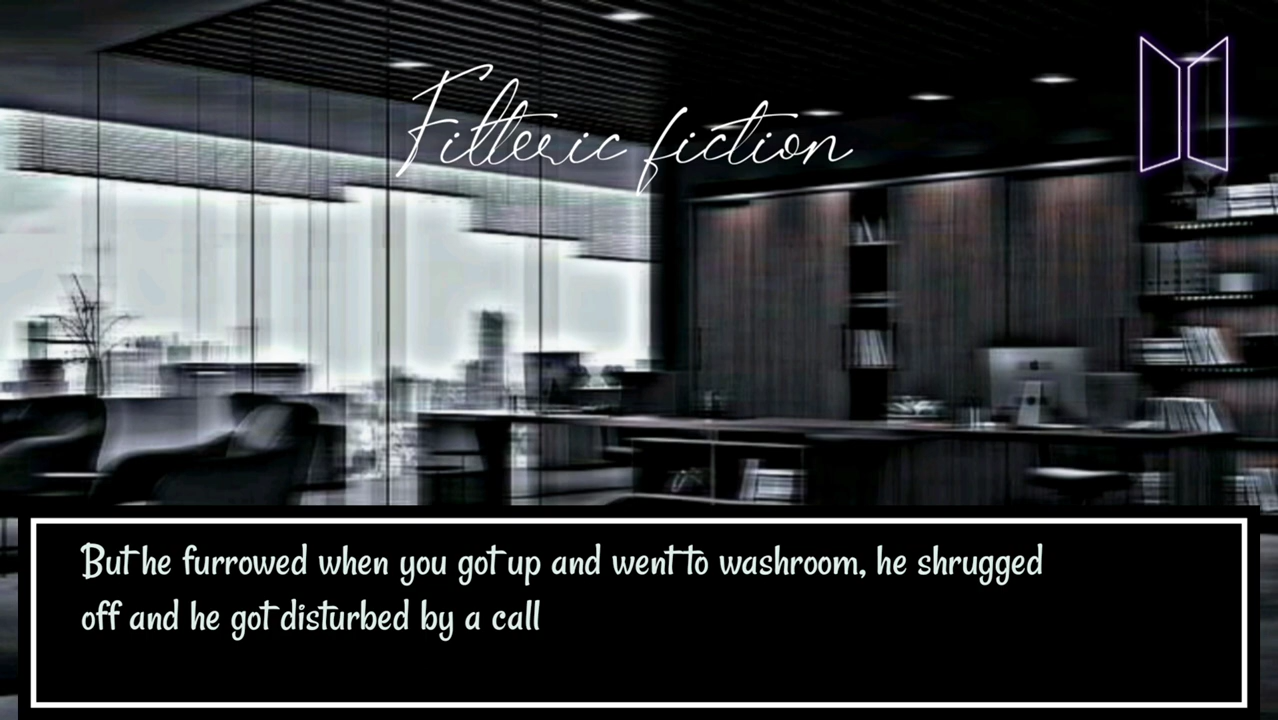 Filteric fiction
But he furrowed when you got up and went to washroom, he shrugged
off and he got disturbed by a call